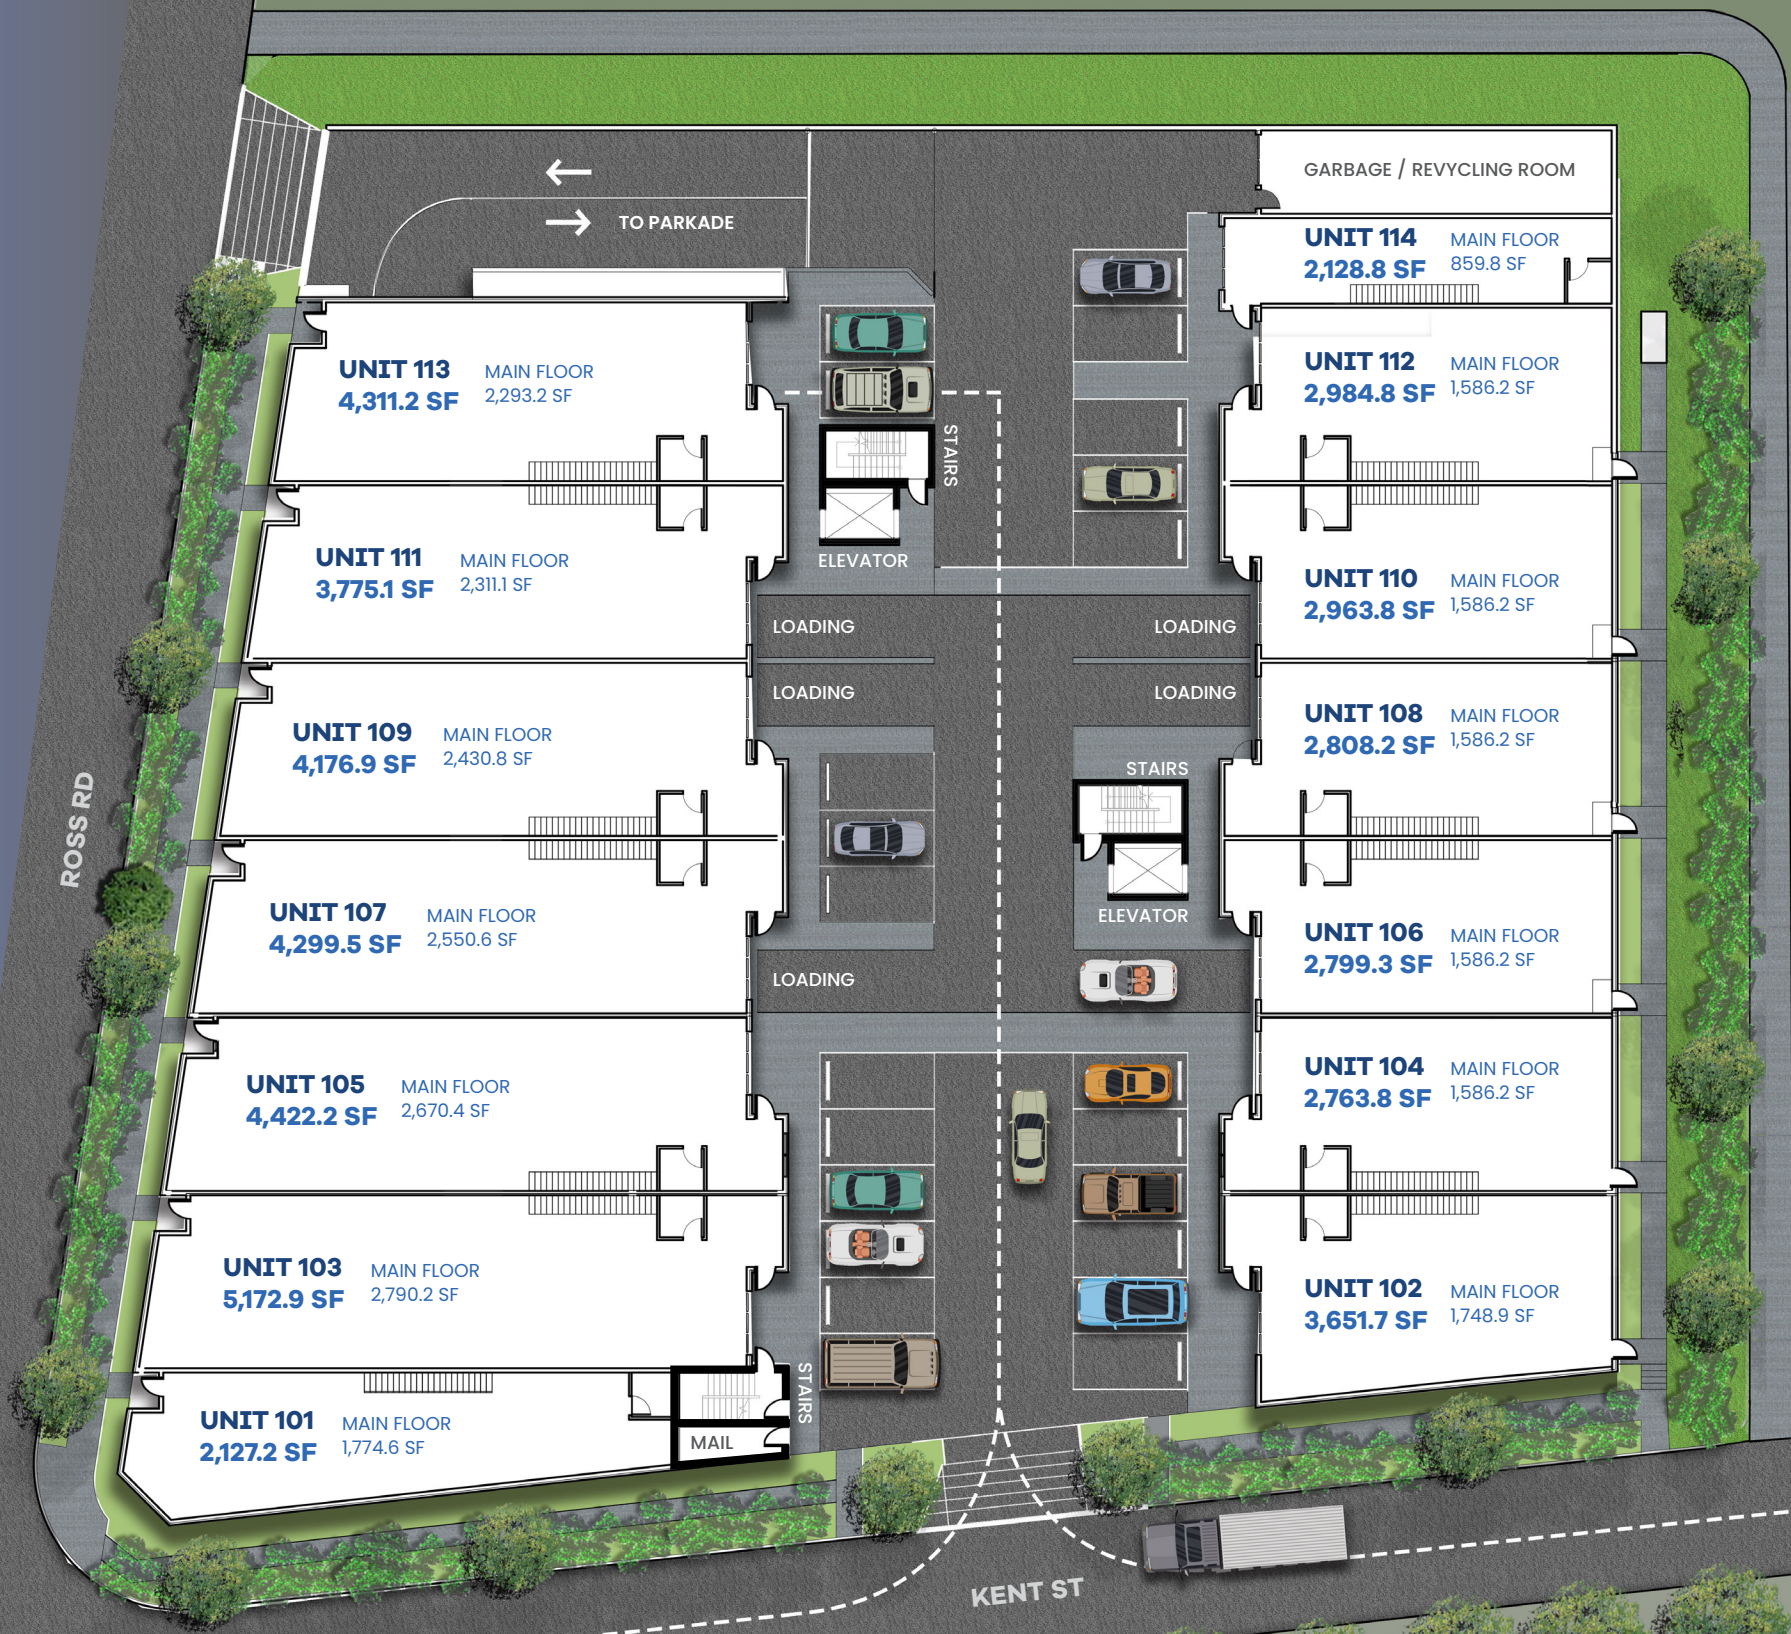 GARBAGE / REVYCLING ROOM
TO PARKADE
UNIT 114
2,128.8 SF
MAIN FLOOR
859.8 SF
UNIT 113
4,311.2 SF
MAIN FLOOR
2,293.2 SF
UNIT 112
2,984.8 SF
MAIN FLOOR
1,586.2 SF
STAIRS
ELEVATOR
UNIT 111
3,775.1 SF
MAIN FLOOR
2,311.1 SF
UNIT 110
2,963.8 SF
MAIN FLOOR
1,586.2 SF
LOADING
LOADING
LOADING
LOADING
UNIT 109
4,176.9 SF
MAIN FLOOR
2,430.8 SF
UNIT 108
2,808.2 SF
MAIN FLOOR
1,586.2 SF
STAIRS
ELEVATOR
ROSS RD
UNIT 107
4,299.5 SF
MAIN FLOOR
2,550.6 SF
UNIT 106
2,799.3 SF
MAIN FLOOR
1,586.2 SF
LOADING
UNIT 105
4,422.2 SF
MAIN FLOOR
2,670.4 SF
UNIT 104
2,763.8 SF
MAIN FLOOR
1,586.2 SF
UNIT 103
5,172.9 SF
MAIN FLOOR
2,790.2 SF
UNIT 102
3,651.7 SF
MAIN FLOOR
1,748.9 SF
UNIT 101
2,127.2 SF
MAIN FLOOR
1,774.6 SF
STAIRS
MAIL
KENT ST